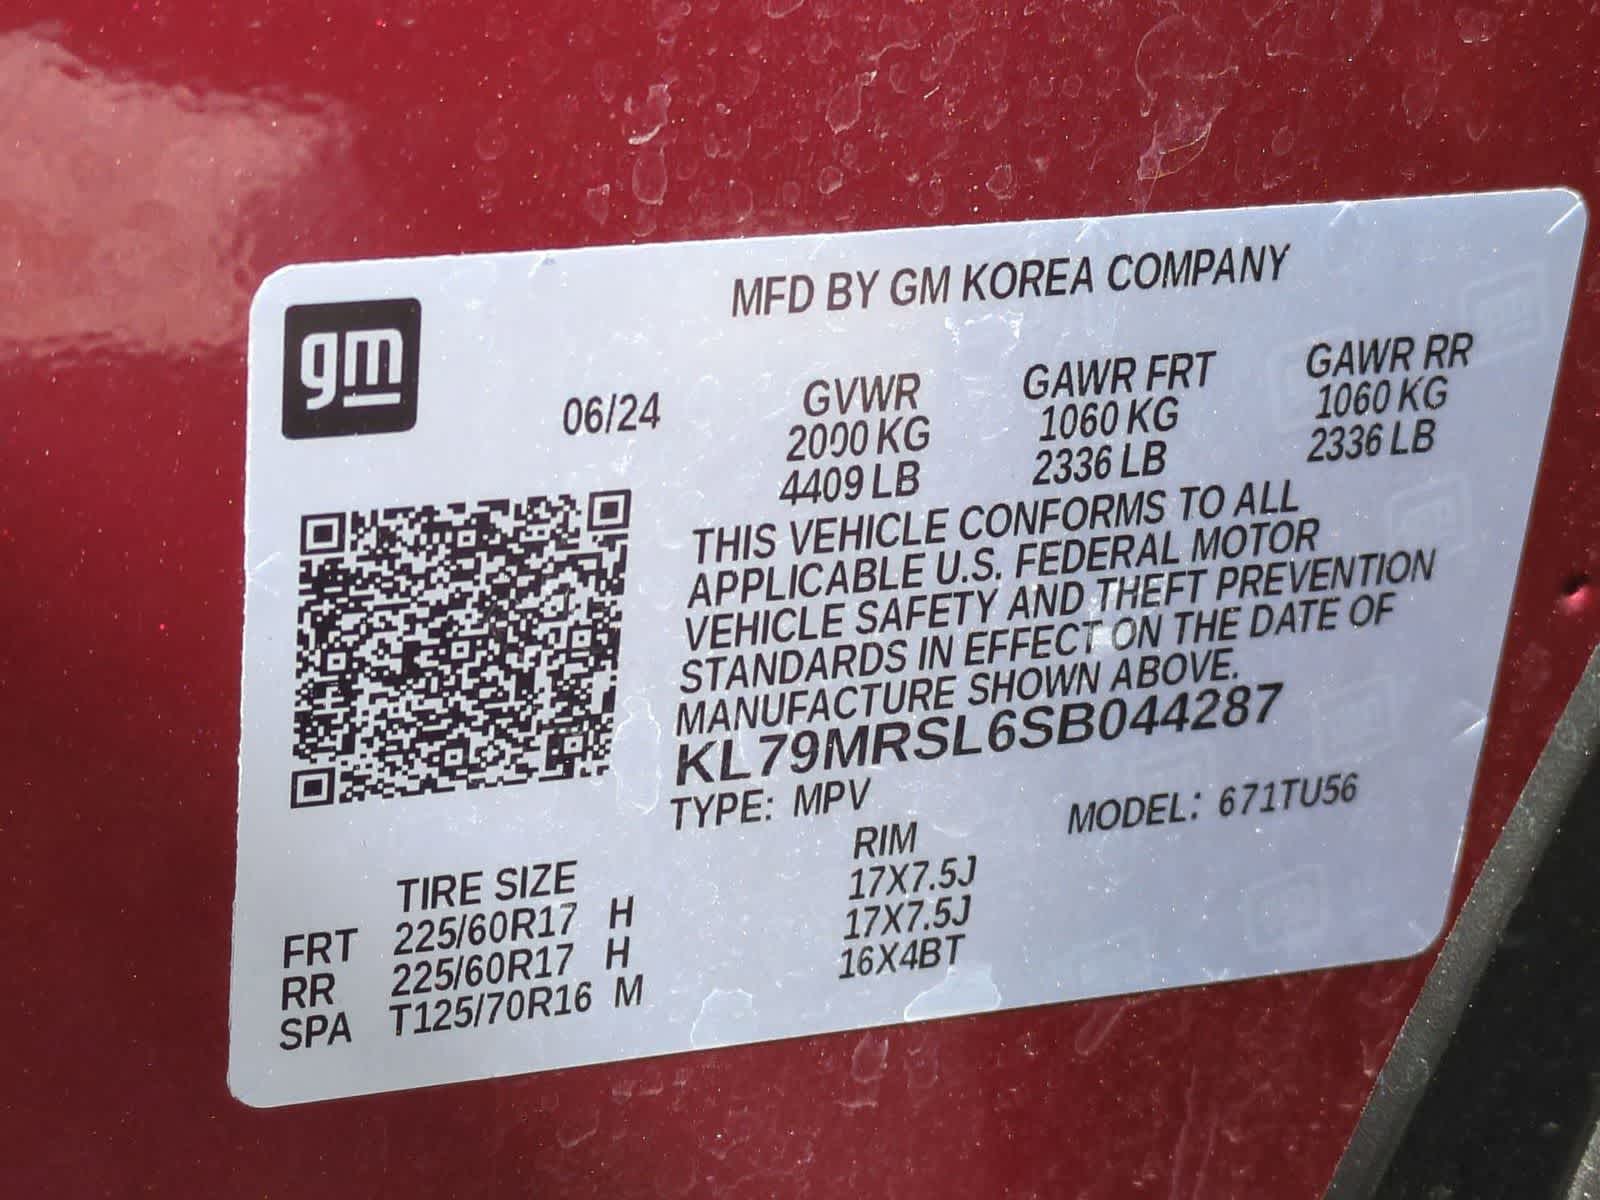 gm
MFD BY GM KOREA COMPANY
06/24
GVWR GAWR FRT GAWR RR
2000 KG 1060 KG 1060 KG
4409 LB 2336 LB 2336 LB
THIS VEHICLE CONFORMS TO ALL
APPLICABLE U.S. FEDERAL MOTOR
VEHICLE SAFETY AND THEFT PREVENTION
STANDARDS IN EFFECT ON THE DATE OF
MANUFACTURE SHOWN ABOVE.
KL79MRSL6SB044287
TYPE: MPV MODEL: 671TU56
TIRE SIZE RIM
FRT 225/60R17 H 17X7.5J
RR 225/60R17 H 17X7.5J
SPA T125/70R16 M 16X4BT